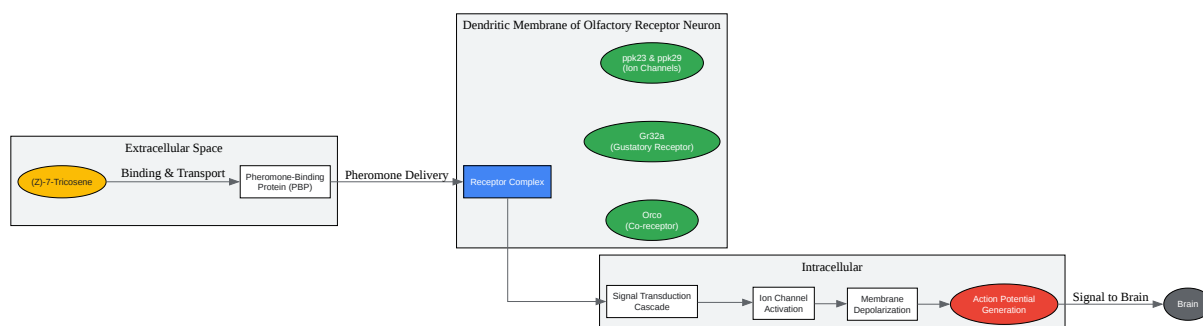 Dendritic Membrane of Olfactory Receptor Neuron
ppk23 & ppk29
(Ion Channels)
Gr32a
(Gustatory Receptor)
Extracellular Space
(Z)-7-Tricosene
Binding & Transport
Pheromone-Binding
Protein (PBP)
Pheromone Delivery
Receptor Complex
Orco
(Co-receptor)
Intracellular
Signal Transduction
Cascade
Ion Channel
Activation
Membrane
Depolarization
Action Potential
Generation
Signal to Brain
Brain